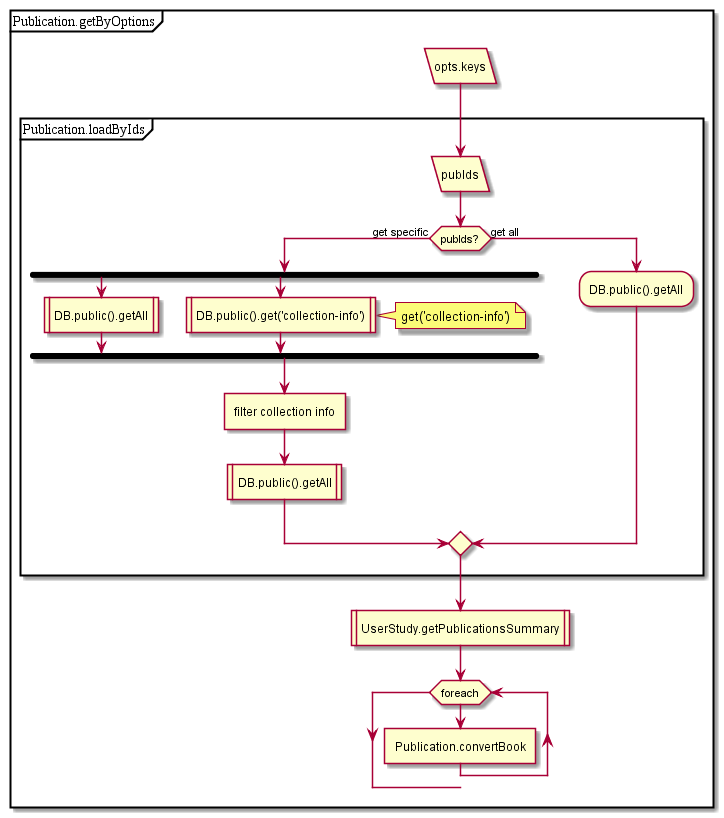 Publication.getByOptions
opts.keys
Publication.loadByIds
pubIds
get specific
pubIds?
get all
DB.public().getAll
DB.public().get('collection-info')
get('collection-info')
DB.public().getAll
filter collection info
DB.public().getAll
UserStudy.getPublicationsSummary
foreach
Publication.convertBook